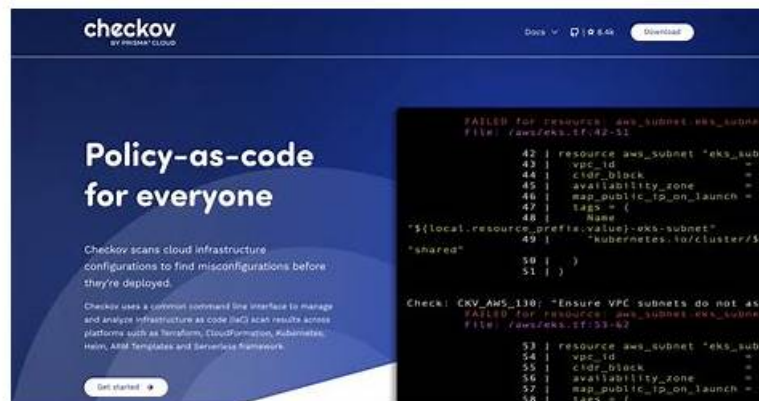 checkov
BY PRISMA® CLOUD
Docs
6.4k
Download
Policy-as-code
for everyone
Checkov scans cloud infrastructure
configurations to find misconfigurations before
they're deployed.
Checkov uses a common command line interface to manage
and analyze infrastructure as code (IaC) scan results across
platforms such as Terraform, CloudFormation, Kubernetes,
Helm, ARM Templates and Serverless framework.
Get started
FAILED for resource: aws_subnet.eks_subne
File: /aws/eks.tf:42-51
42 | resource aws_subnet "eks_sub
43 | vpc_id =
44 | cidr_block =
45 | availability_zone =
46 | map_public_ip_on_launch =
47 | tags = {
48 | Name
"${local.resource_prefix.value}-eks-subnet"
49 | "kubernetes.io/cluster/$
"shared"
50 | }
51 | }
Check: CKV_AWS_130: "Ensure VPC subnets do not as
FAILED for resource: aws_subnet.eks_subne
File: /aws/eks.tf:53-62
53 | resource aws_subnet "eks_sub
54 | vpc_id =
55 | cidr_block =
56 | availability_zone =
57 | map_public_ip_on_launch =
58 | tags = {